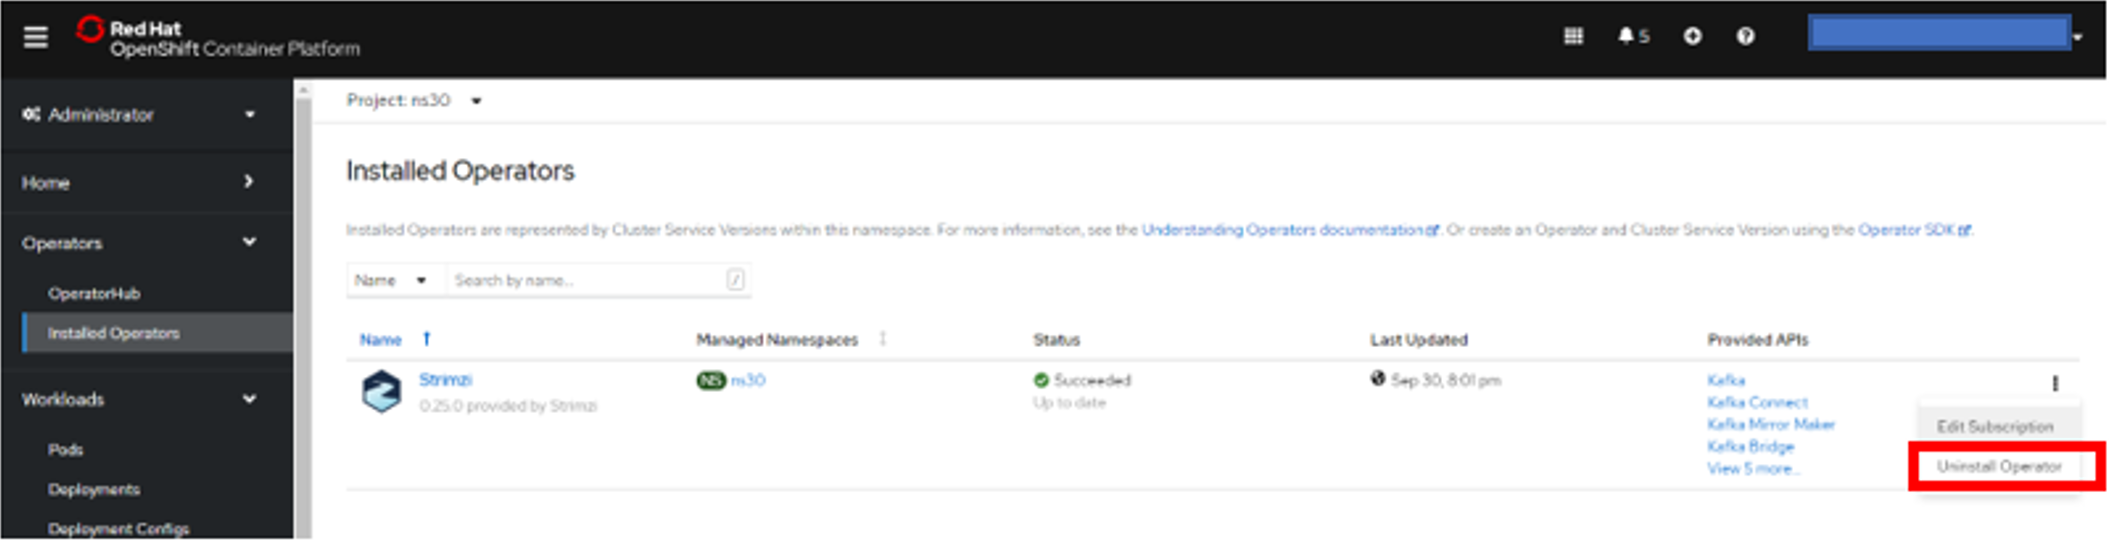 Red Hat
OpenShift Container Platform
5
Administrator
Home
Operators
OperatorHub
Installed Operators
Workloads
Pods
Deployments
Deployment Configs
Project: ns30
Installed Operators
Installed Operators are represented by Cluster Service Versions within this namespace. For more information, see the Understanding Operators documentation. Or create an Operator and Cluster Service Version using the Operator SDK.
Name Search by name... /
Name Managed Namespaces Status Last Updated Provided APIs
Strimzi
0.25.0 provided by Strimzi
NS ns30
Succeeded
Up to date
Sep 30, 8:01 pm
Kafka
Kafka Connect
Kafka Mirror Maker
Kafka Bridge
View 5 more...
Edit Subscription
Uninstall Operator